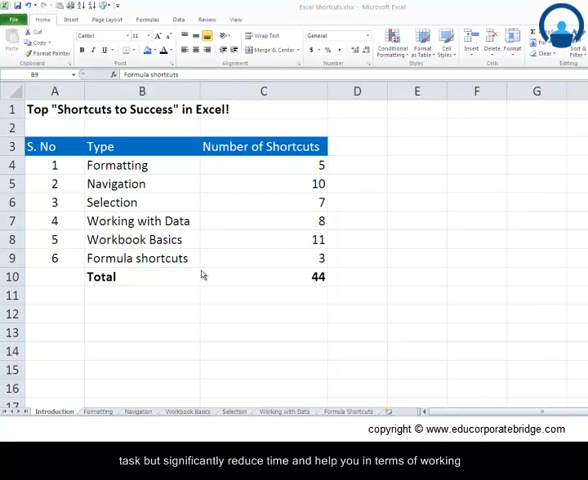 Excel Shortcuts.xlsx
File Home Insert Page Layout Formulas Data Review View
Cut
Copy
Paste
Calibri 11
Wrap Text
Merge & Center
General
Conditional Formatting
Format as Table
Cell Styles
Insert Delete Format
Clear
Clipboard Font Alignment Number Styles Cells Editing
B9 fx Formula shortcuts
A B C D E F G
1 Top "Shortcuts to Success" in Excel!
2
3 S. No Type Number of Shortcuts
4 1 Formatting 5
5 2 Navigation 10
6 3 Selection 7
7 4 Working with Data 8
8 5 Workbook Basics 11
9 6 Formula shortcuts 3
10 Total 44
11
12
13
14
15
16
17
Introduction Formatting Navigation Workbook Basics Selection Working with Data Formula Shortcuts
copyright © www.educorporatebridge.com
task but significantly reduce time and help you in terms of working